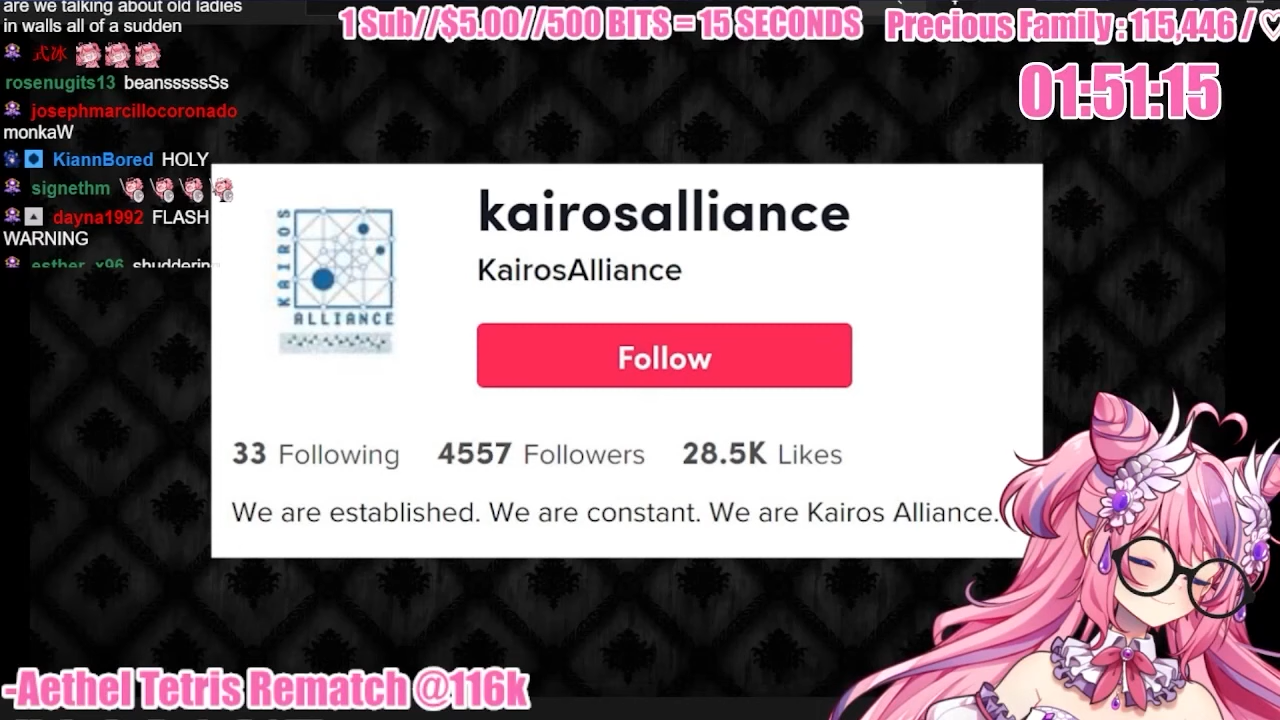 are we talking about old ladies
in walls all of a sudden
式冰
rosenugits13 beansssssSs
josephmarcillocoronado
monkaW
KiannBored HOLY
signethm
dayna1992 FLASH
WARNING
esther_x96 shuddering
1 Sub//$5.00//500 BITS = 15 SECONDS
Precious Family : 115,446 / ♡
01:51:15
KAIROS
ALLIANCE
kairosalliance
KairosAlliance
Follow
33 Following 4557 Followers 28.5K Likes
We are established. We are constant. We are Kairos Alliance.
-Aethel Tetris Rematch @116k